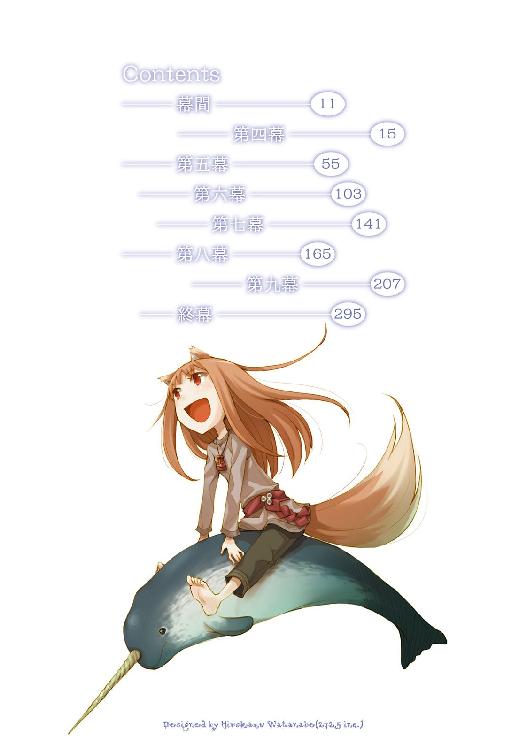 Contents
幕間 11
第四幕 15
第五幕 55
第六幕 103
第七幕 141
第八幕 165
第九幕 207
終幕 295
Designed by Hirokazu Watanabe(2725 inc.)